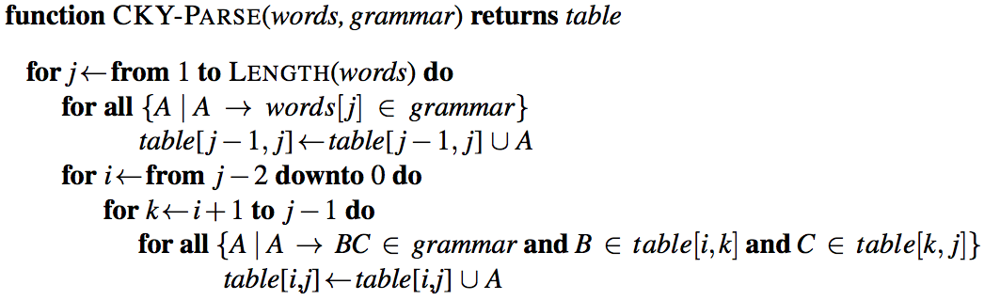 function CKY-PARSE(words, grammar) returns table
for j←from 1 to LENGTH(words) do
for all {A | A → words[j] ∈ grammar}
table[j−1, j]←table[j−1, j] ∪ A
for i←from j−2 downto 0 do
for k←i+1 to j−1 do
for all {A | A → BC ∈ grammar and B ∈ table[i,k] and C ∈ table[k, j]}
table[i,j]←table[i,j] ∪ A